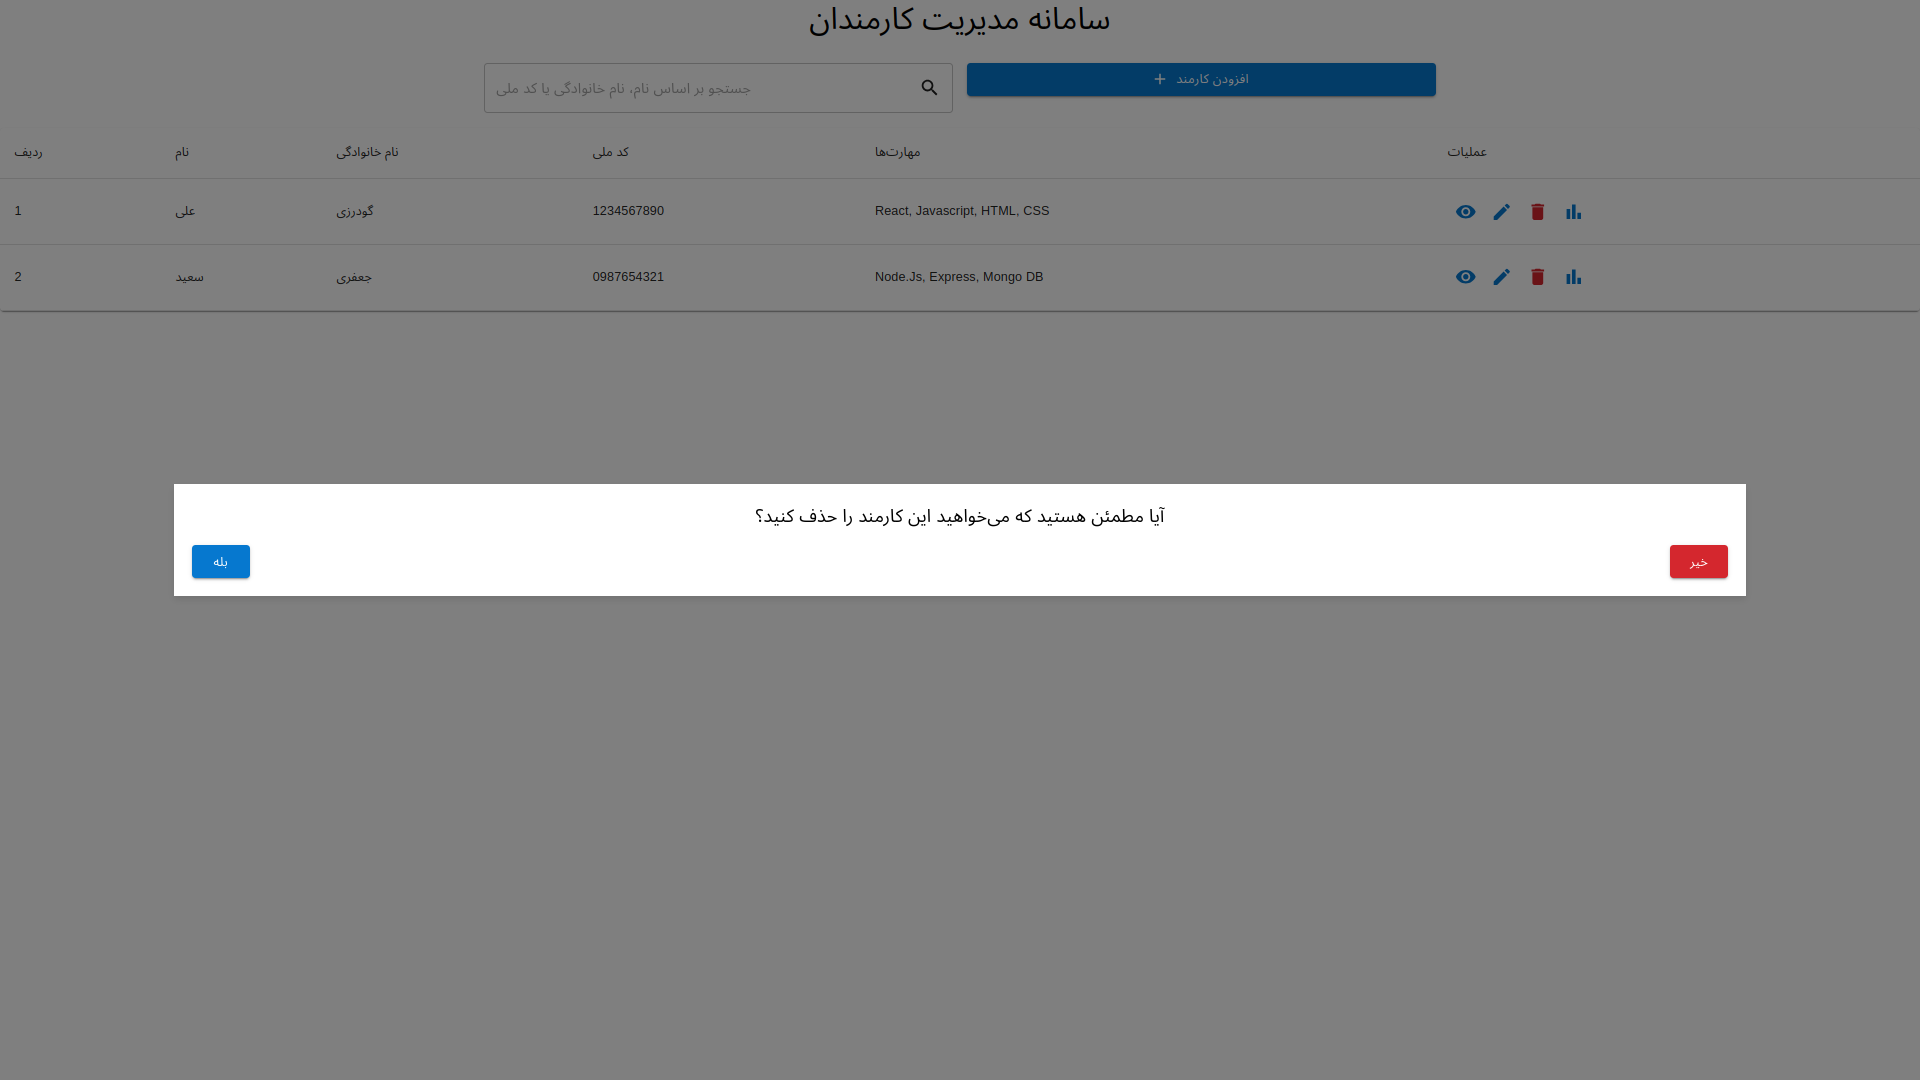 سامانه مدیریت کارمندان
جستجو بر اساس نام، نام خانوادگی یا کد ملی
افزودن کارمند
ردیف نام نام خانوادگی کد ملی مهارت‌ها عملیات
1 علی گودرزی 1234567890 React, Javascript, HTML, CSS
2 سعید جعفری 0987654321 Node.Js, Express, Mongo DB
آیا مطمئن هستید که می‌خواهید این کارمند را حذف کنید؟
بله خیر